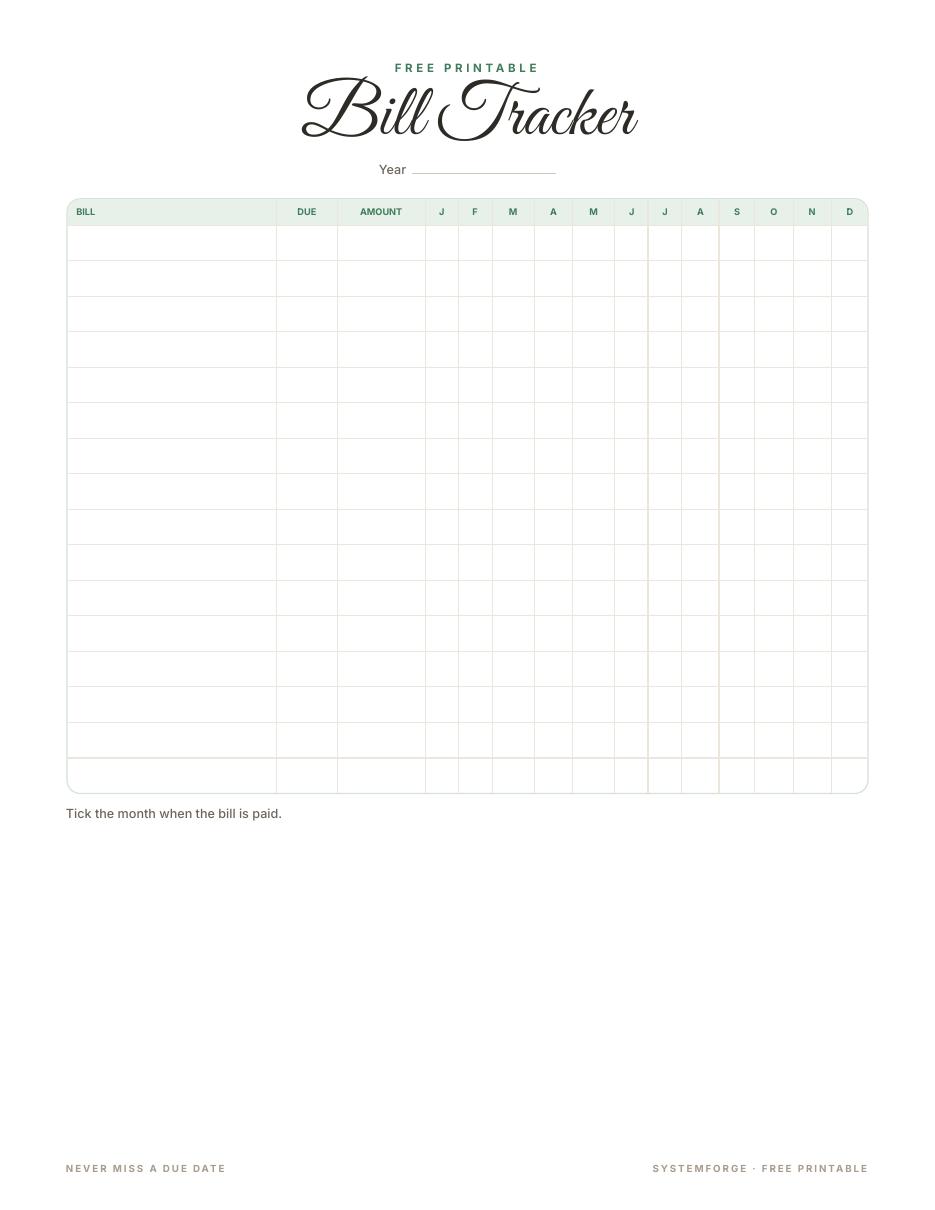 FREE PRINTABLE
Bill Tracker
Year
BILL DUE AMOUNT J F M A M J J A S O N D
Tick the month when the bill is paid.
NEVER MISS A DUE DATE
SYSTEMFORGE · FREE PRINTABLE